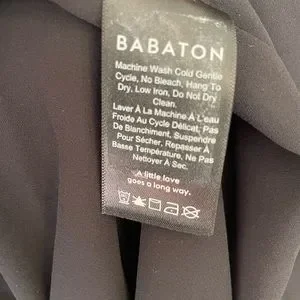 BABATON
Machine Wash Cold Gentle
Cycle, No Bleach, Hang To
Dry, Low Iron, Do Not Dry
Clean.
Laver À La Machine À L'eau
Froide Au Cycle Délicat, Pas
De Blanchiment. Suspendre
Pour Sécher. Repasser À
Basse Température, Ne Pas
Nettoyer À Sec.
A little love
goes a long way.